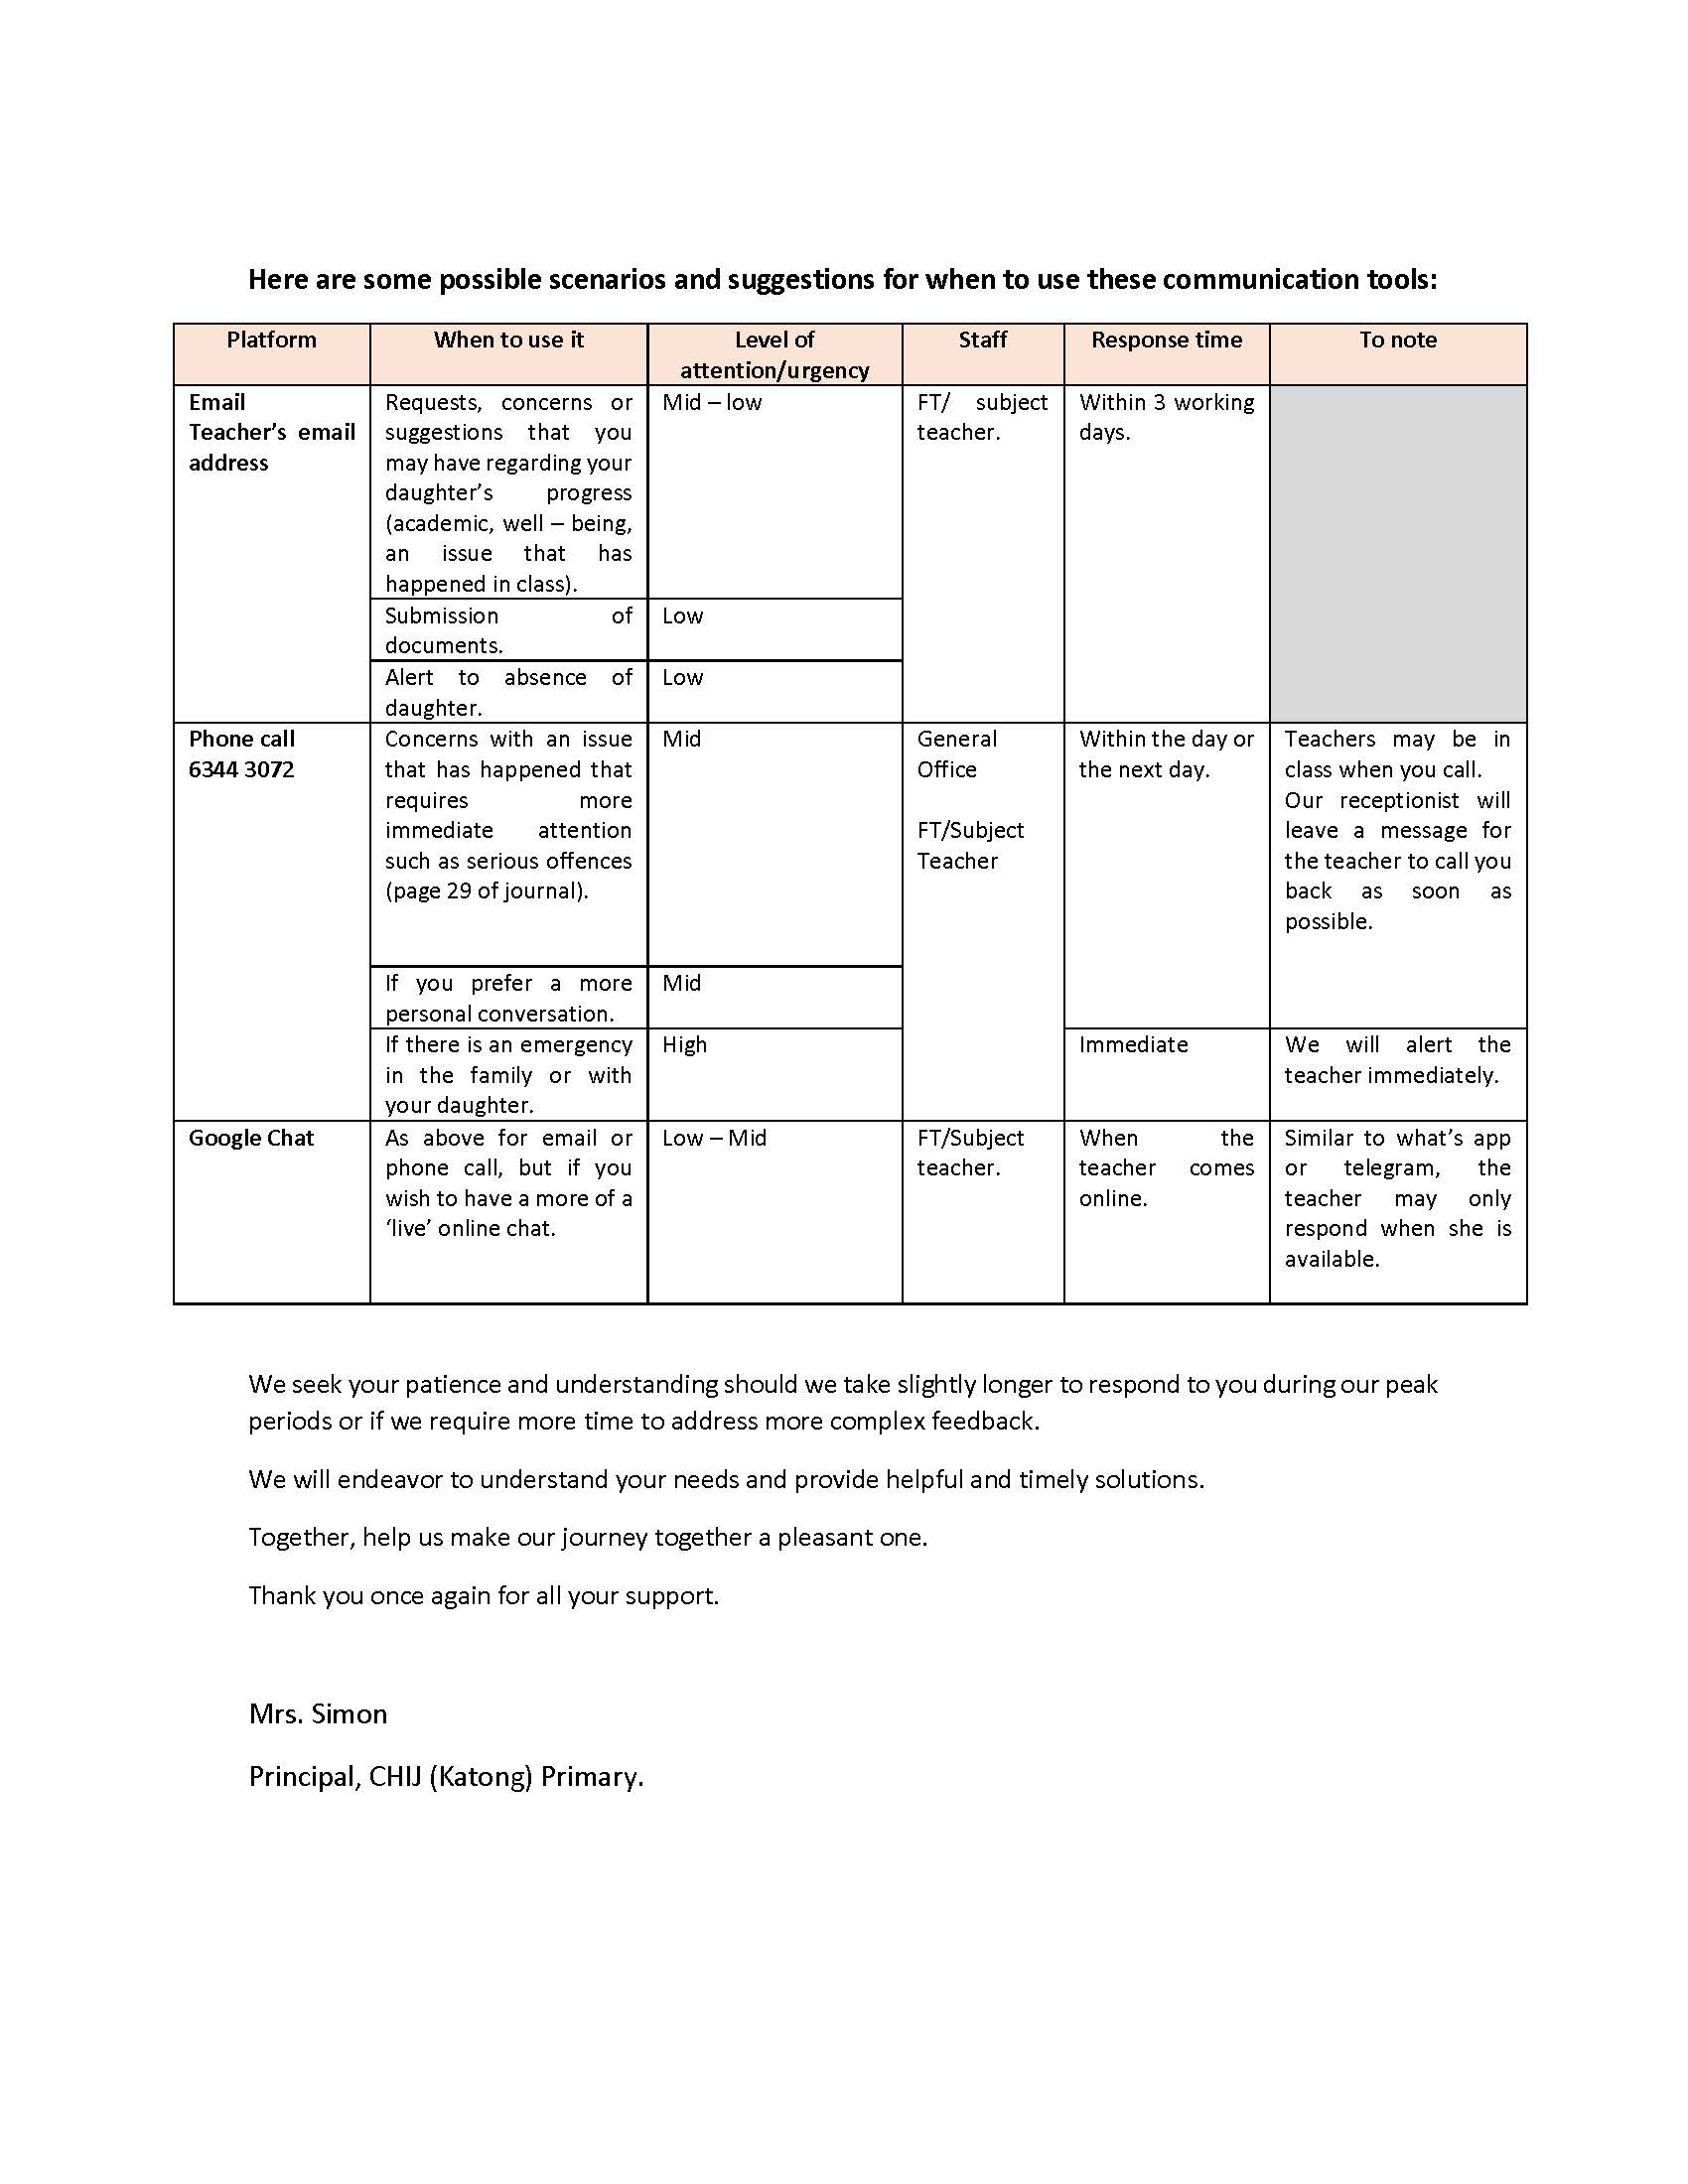 Here are some possible scenarios and suggestions for when to use these communication tools:
Platform
When to use it
Level of
attention/urgency
Staff
Response time
To note
Email
Teacher's email
address
Requests, concerns or
suggestions that you
may have regarding your
daughter's progress
(academic, well – being,
an issue that has
happened in class).
Mid – low
FT/ subject
teacher.
Within 3 working
days.
Submission of
documents.
Low
Alert to absence of
daughter.
Low
Phone call
6344 3072
Concerns with an issue
that has happened that
requires more
immediate attention
such as serious offences
(page 29 of journal).
Mid
General
Office
FT/Subject
Teacher
Within the day or
the next day.
Teachers may be in
class when you call.
Our receptionist will
leave a message for
the teacher to call you
back as soon as
possible.
If you prefer a more
personal conversation.
Mid
If there is an emergency
in the family or with
your daughter.
High
Immediate
We will alert the
teacher immediately.
Google Chat
As above for email or
phone call, but if you
wish to have a more of a
‘live’ online chat.
Low – Mid
FT/Subject
teacher.
When the
teacher comes
online.
Similar to what’s app
or telegram, the
teacher may only
respond when she is
available.
We seek your patience and understanding should we take slightly longer to respond to you during our peak
periods or if we require more time to address more complex feedback.
We will endeavor to understand your needs and provide helpful and timely solutions.
Together, help us make our journey together a pleasant one.
Thank you once again for all your support.
Mrs. Simon
Principal, CHIJ (Katong) Primary.